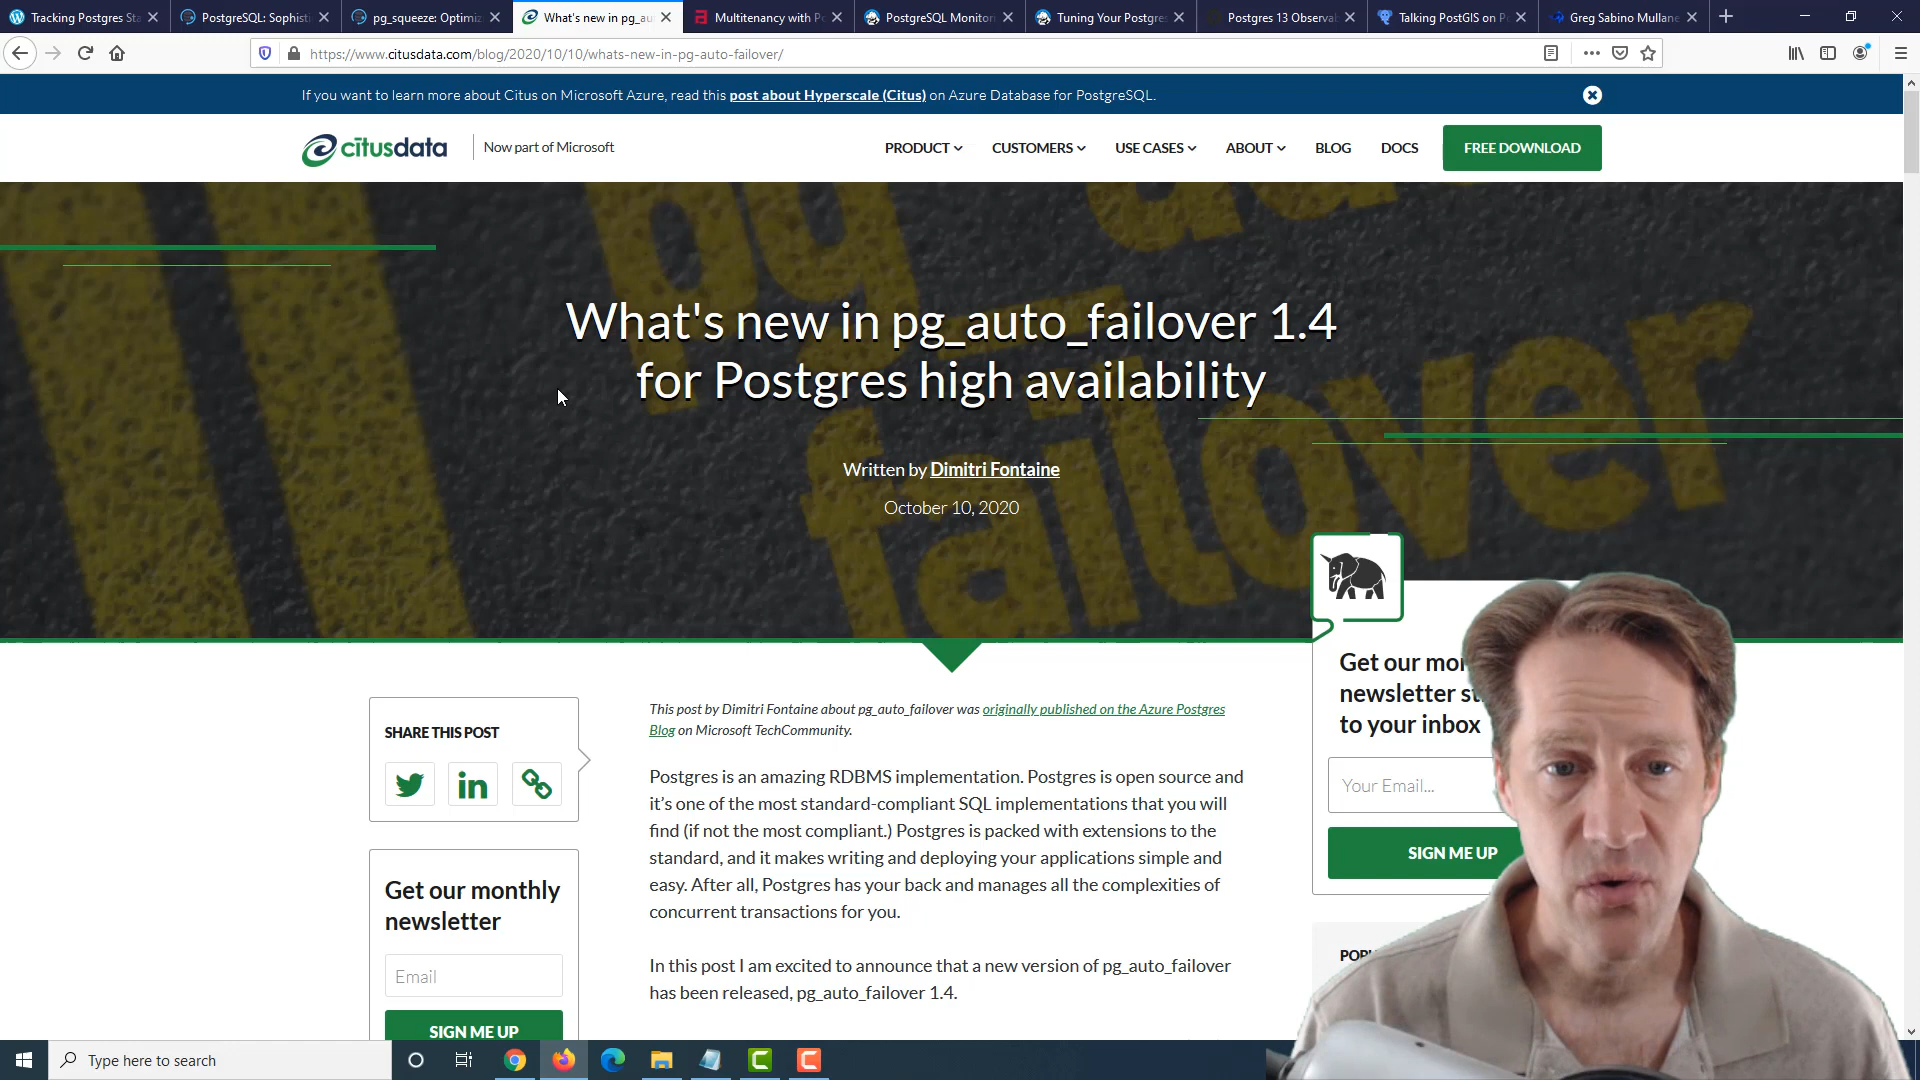 Tracking Postgres Sta
PostgreSQL: Sophisti
pg_squeeze: Optimiz
What's new in pg_au
Multitenancy with Po
PostgreSQL Monitor
Tuning Your Postgres
Postgres 13 Observab
Talking PostGIS on P
Greg Sabino Mullane
https://www.citusdata.com/blog/2020/10/10/whats-new-in-pg-auto-failover/
If you want to learn more about Citus on Microsoft Azure, read this post about Hyperscale (Citus) on Azure Database for PostgreSQL.
citusdata
Now part of Microsoft
PRODUCT
CUSTOMERS
USE CASES
ABOUT
BLOG
DOCS
FREE DOWNLOAD
What's new in pg_auto_failover 1.4
for Postgres high availability
Written by Dimitri Fontaine
October 10, 2020
SHARE THIS POST
Get our monthly
newsletter
Email
SIGN ME UP
This post by Dimitri Fontaine about pg_auto_failover was originally published on the Azure Postgres
Blog on Microsoft TechCommunity.
Postgres is an amazing RDBMS implementation. Postgres is open source and
it's one of the most standard-compliant SQL implementations that you will
find (if not the most compliant.) Postgres is packed with extensions to the
standard, and it makes writing and deploying your applications simple and
easy. After all, Postgres has your back and manages all the complexities of
concurrent transactions for you.
In this post I am excited to announce that a new version of pg_auto_failover
has been released, pg_auto_failover 1.4.
Get our mo
newsletter st
to your inbox
Your Email...
SIGN ME UP
POP
Type here to search